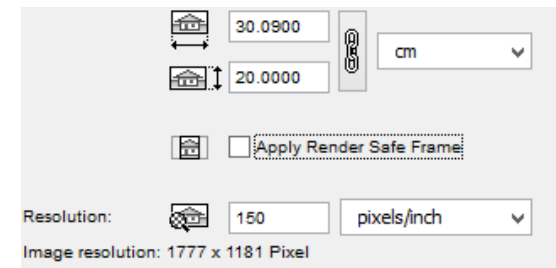 30.0900
cm
20.0000
Apply Render Safe Frame
Resolution: 150 pixels/inch
Image resolution: 1777 x 1181 Pixel